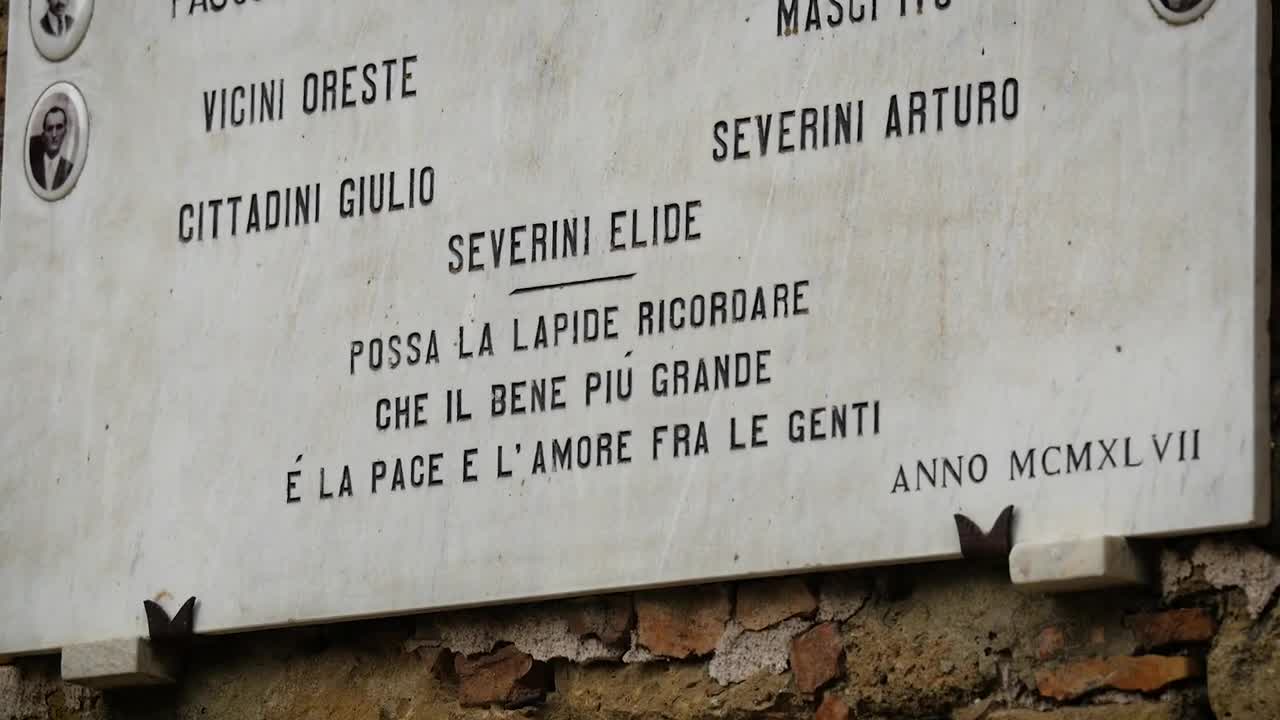 VICINI ORESTE
SEVERINI ARTURO
CITTADINI GIULIO
SEVERINI ELIDE
POSSA LA LAPIDE RICORDARE
CHE IL BENE PIÚ GRANDE
É LA PACE E L'AMORE FRA LE GENTI
ANNO MCMXLVII